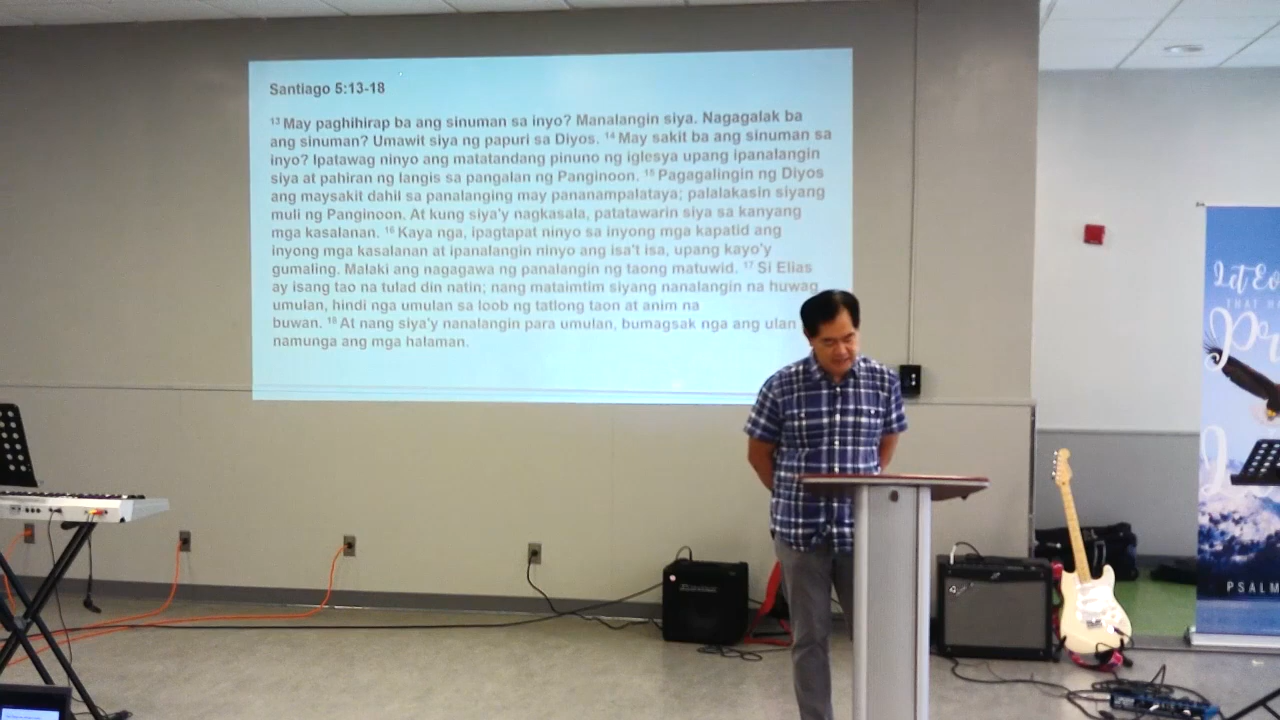 Santiago 5:13-18
¹³ May paghihirap ba ang sinuman sa inyo? Manalangin siya. Nagagalak ba
ang sinuman? Umawit siya ng papuri sa Diyos. ¹⁴ May sakit ba ang sinuman sa
inyo? Ipatawag ninyo ang matatandang pinuno ng iglesya upang ipanalangin
siya at pahiran ng langis sa pangalan ng Panginoon. ¹⁵ Pagagalingin ng Diyos
ang maysakit dahil sa panalanging may pananampalataya; palalakasin siyang
muli ng Panginoon. At kung siya'y nagkasala, patatawarin siya sa kanyang
mga kasalanan. ¹⁶ Kaya nga, ipagtapat ninyo sa inyong mga kapatid ang
inyong mga kasalanan at ipanalangin ninyo ang isa't isa, upang kayo'y
gumaling. Malaki ang nagagawa ng panalangin ng taong matuwid. ¹⁷ Si Elias
ay isang tao na tulad din natin; nang mataimtim siyang nanalangin na huwag
umulan, hindi nga umulan sa loob ng tatlong taon at anim na
buwan. ¹⁸ At nang siya'y nanalangin para umulan, bumagsak nga ang ulan
namunga ang mga halaman.
Let
THAT
PSALM